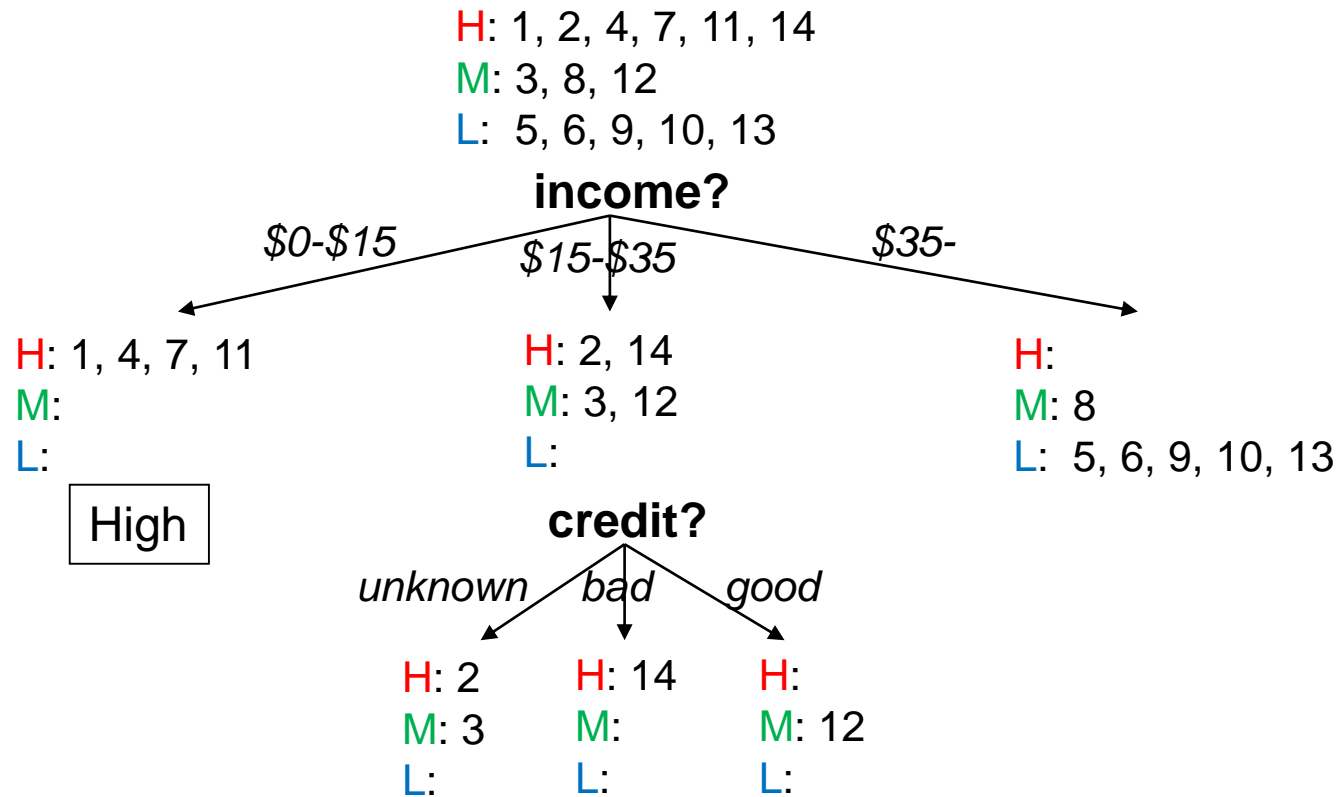 H: 1, 2, 4, 7, 11, 14
M: 3, 8, 12
L: 5, 6, 9, 10, 13
income?
$0-$15
$15-$35
$35-
H: 1, 4, 7, 11
M:
L:
High
H: 2, 14
M: 3, 12
L:
H:
M: 8
L: 5, 6, 9, 10, 13
credit?
unknown
bad
good
H: 2
M: 3
L:
H: 14
M:
L:
H:
M: 12
L: